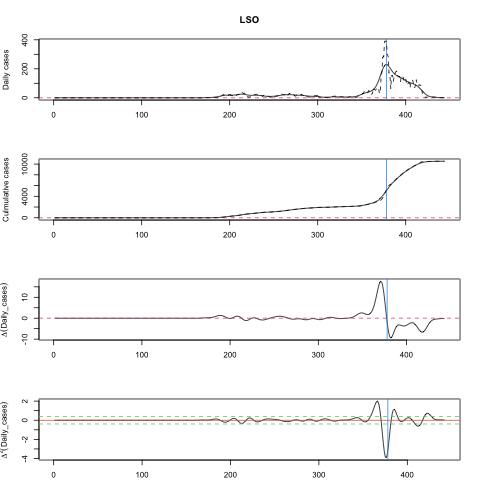 LSO
Daily cases
0 200 400
0 100 200 300 400
Culmulative cases
0 4000 10000
0 100 200 300 400
Δ(Daily_cases)
-10 0 10
0 100 200 300 400
Δ²(Daily_cases)
-4 -2 0 2
0 100 200 300 400